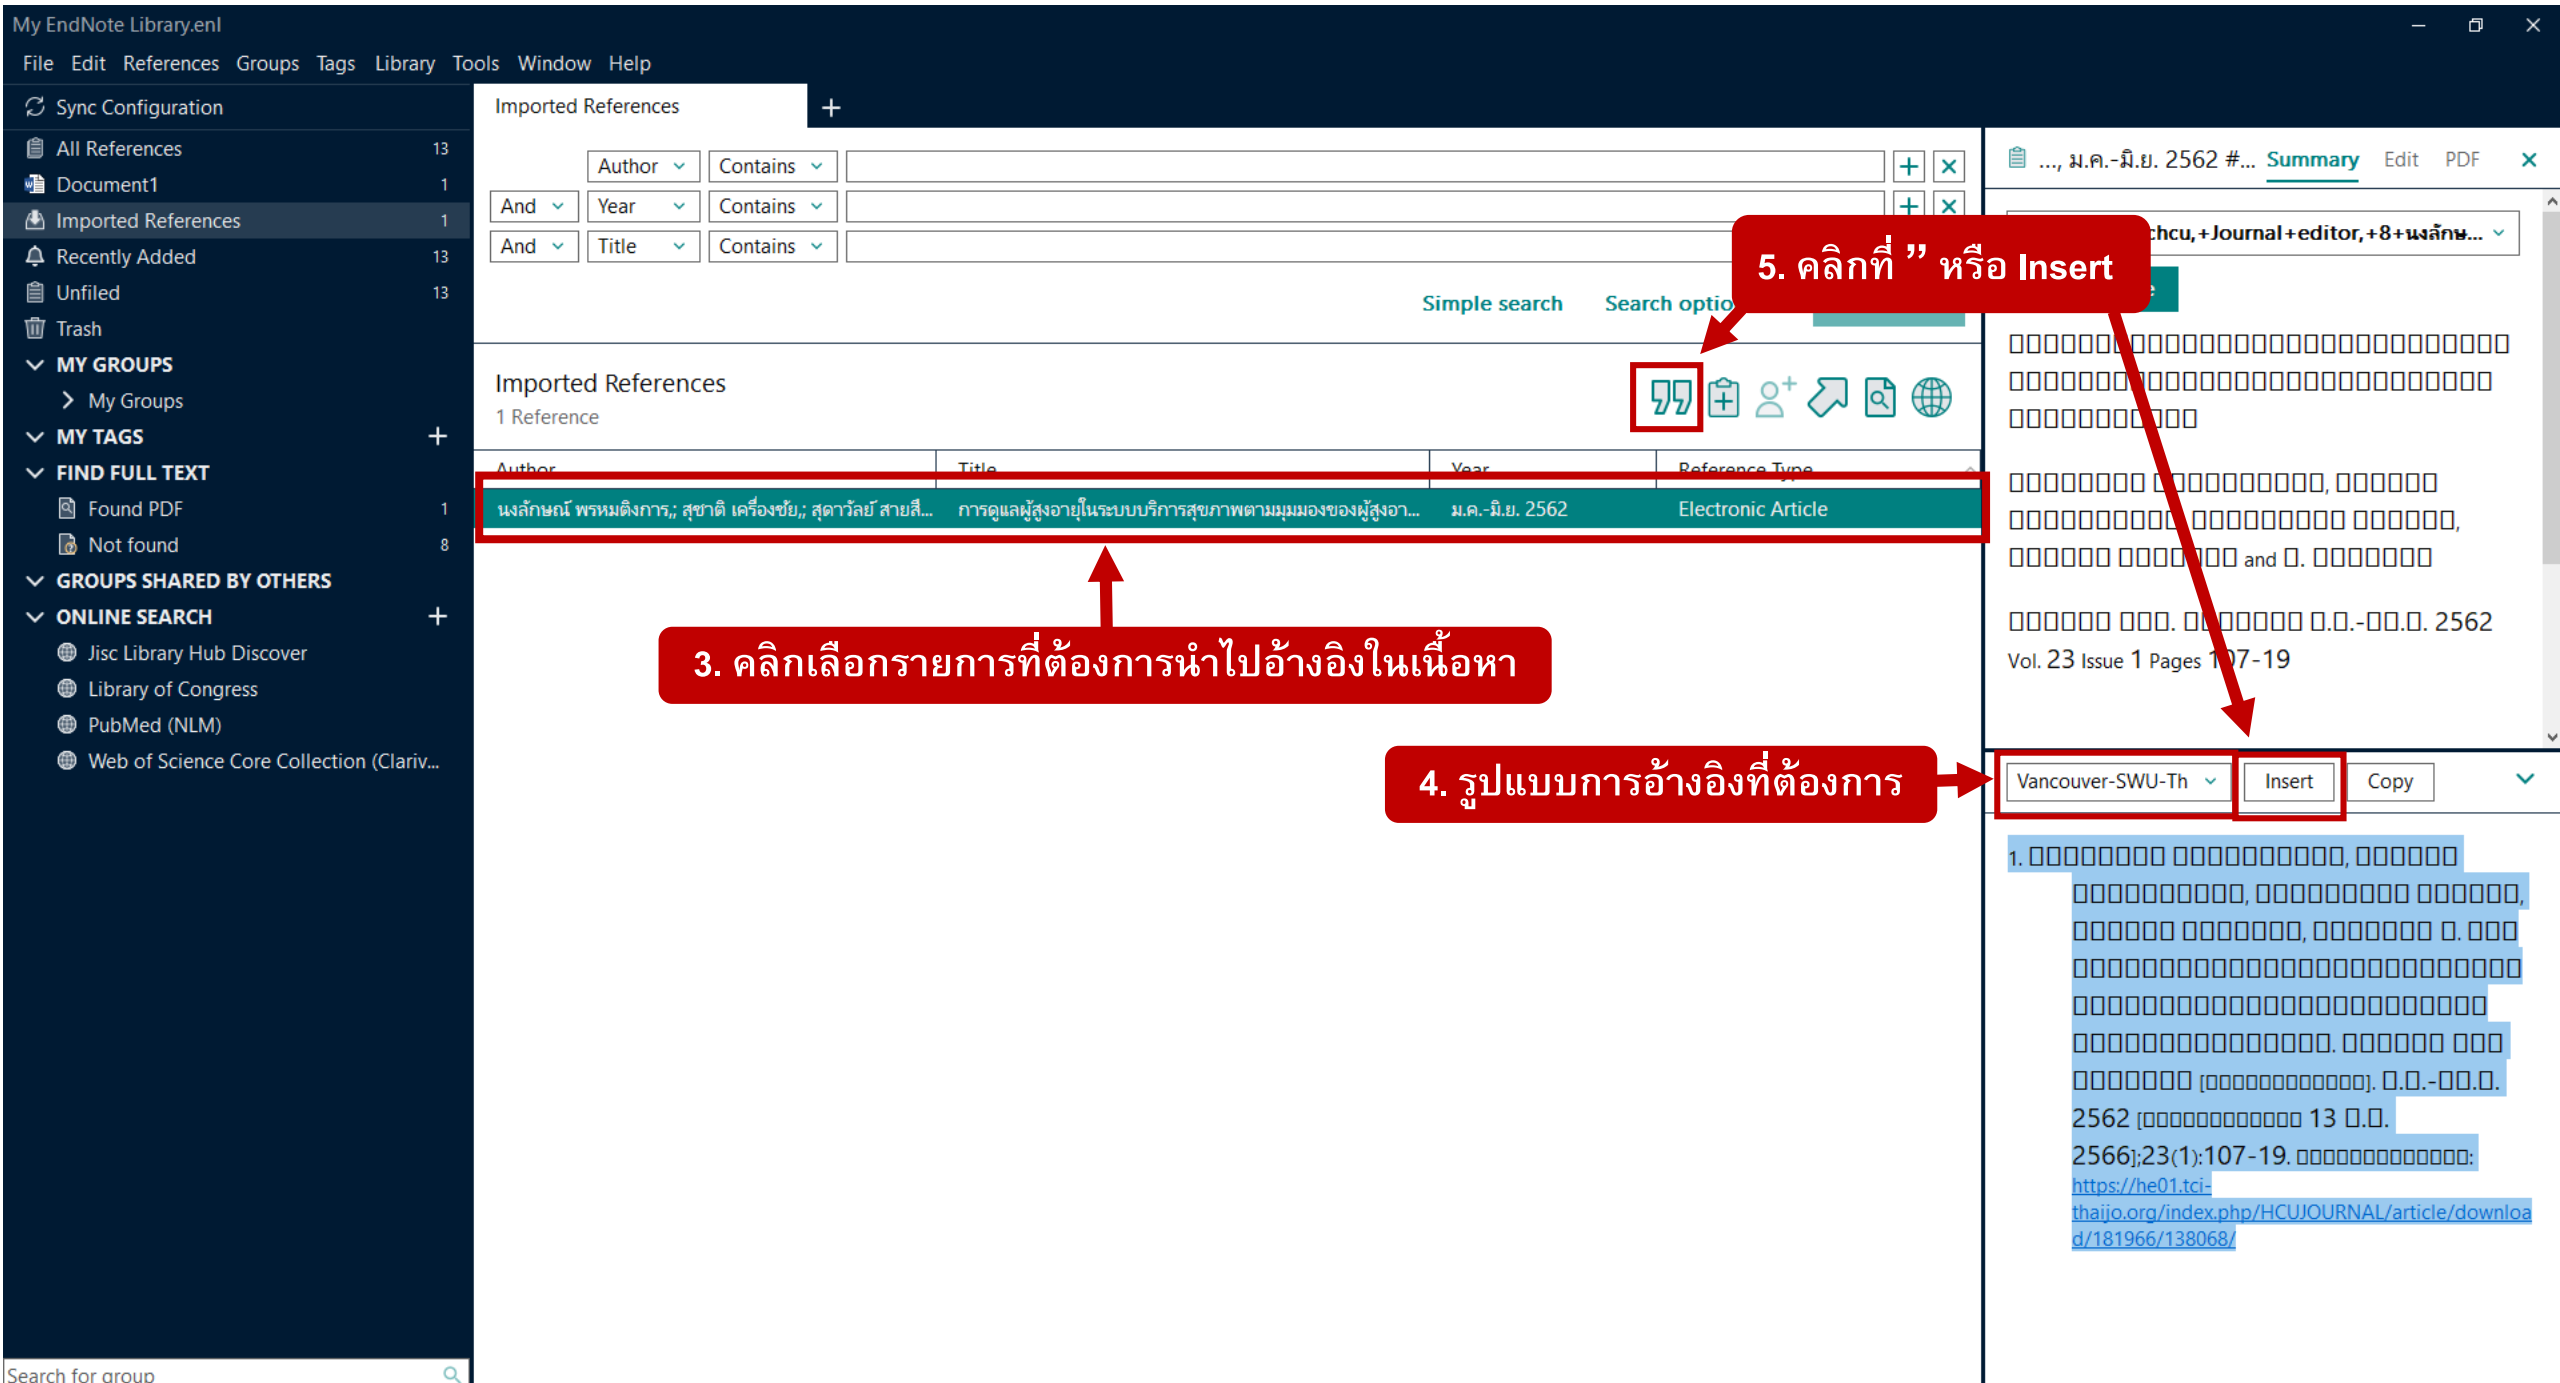 My EndNote Library.enl
File Edit References Groups Tags Library Tools Window Help
Sync Configuration
All References 13
Document1 1
Imported References 1
Recently Added 13
Unfiled 13
Trash
MY GROUPS
My Groups
MY TAGS +
FIND FULL TEXT
Found PDF 1
Not found 8
GROUPS SHARED BY OTHERS
ONLINE SEARCH +
Jisc Library Hub Discover
Library of Congress
PubMed (NLM)
Web of Science Core Collection (Clariv...
Search for group
Imported References +
Author Contains
And Year Contains
And Title Contains
Simple search Search optio
5. คลิกที่ ” หรือ Insert
Imported References
1 Reference
Author Title Year Reference Type
นงลักษณ์ พรหมติงการ,; สุชาติ เครื่องชัย,; สุดาวัลย์ สายสื... การดูแลผู้สูงอายุในระบบบริการสุขภาพตามมุมมองของผู้สูงอา... ม.ค.-มิ.ย. 2562 Electronic Article
3. คลิกเลือกรายการที่ต้องการนำไปอ้างอิงในเนื้อหา
4. รูปแบบการอ้างอิงที่ต้องการ
..., ม.ค.-มิ.ย. 2562 #... Summary Edit PDF
chcu,+Journal+editor,+8+นงลักษ...
and
2562
Vol. 23 Issue 1 Pages 107-19
Vancouver-SWU-Th Insert Copy
1.
2562 [ 13
2566];23(1):107-19.
https://he01.tci-
thaijo.org/index.php/HCUJOURNAL/article/downloa
d/181966/138068/